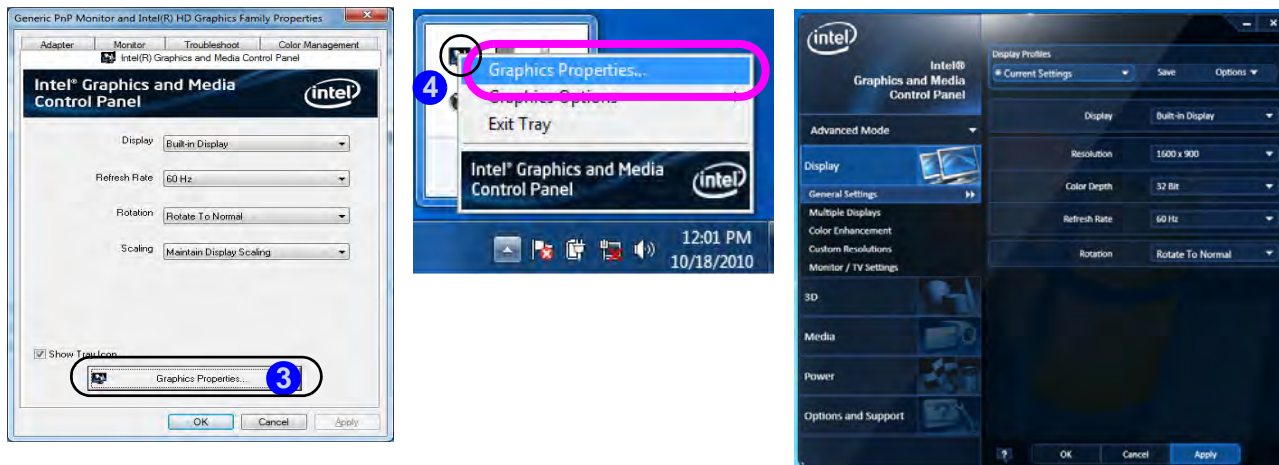 Generic PnP Monitor and Intel(R) HD Graphics Family Properties
Adapter Monitor Troubleshoot Color Management
Intel(R) Graphics and Media Control Panel
Intel® Graphics and Media
Control Panel
intel
Display Built-in Display
Refresh Rate 60 Hz
Rotation Rotate To Normal
Scaling Maintain Display Scaling
Show Tray Icon
Graphics Properties...
3
OK Cancel Apply
4
Graphics Properties...
Graphics Options
Exit Tray
Intel® Graphics and Media
Control Panel
intel
12:01 PM
10/18/2010
intel
Intel®
Graphics and Media
Control Panel
Advanced Mode
Display
General Settings
Multiple Displays
Color Enhancement
Custom Resolutions
Monitor / TV Settings
3D
Media
Power
Options and Support
Display Profiles
* Current Settings Save Options
Display Built-in Display
Resolution 1600 x 900
Color Depth 32 Bit
Refresh Rate 60 Hz
Rotation Rotate To Normal
? OK Cancel Apply